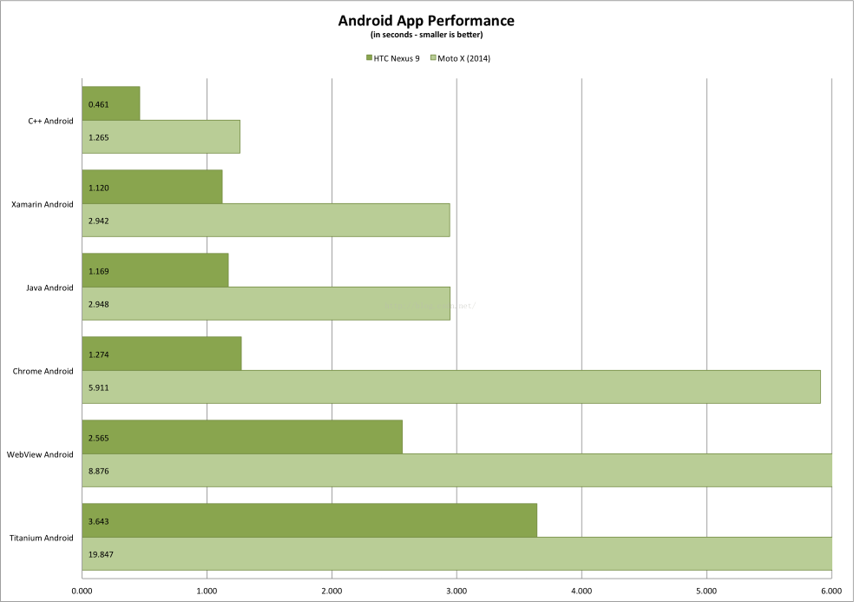 Android App Performance
(in seconds - smaller is better)
HTC Nexus 9 Moto X (2014)
C++ Android
0.461
1.265
Xamarin Android
1.120
2.942
Java Android
1.169
2.948
Chrome Android
1.274
5.911
WebView Android
2.565
8.876
Titanium Android
3.643
19.847
0.000 1.000 2.000 3.000 4.000 5.000 6.000